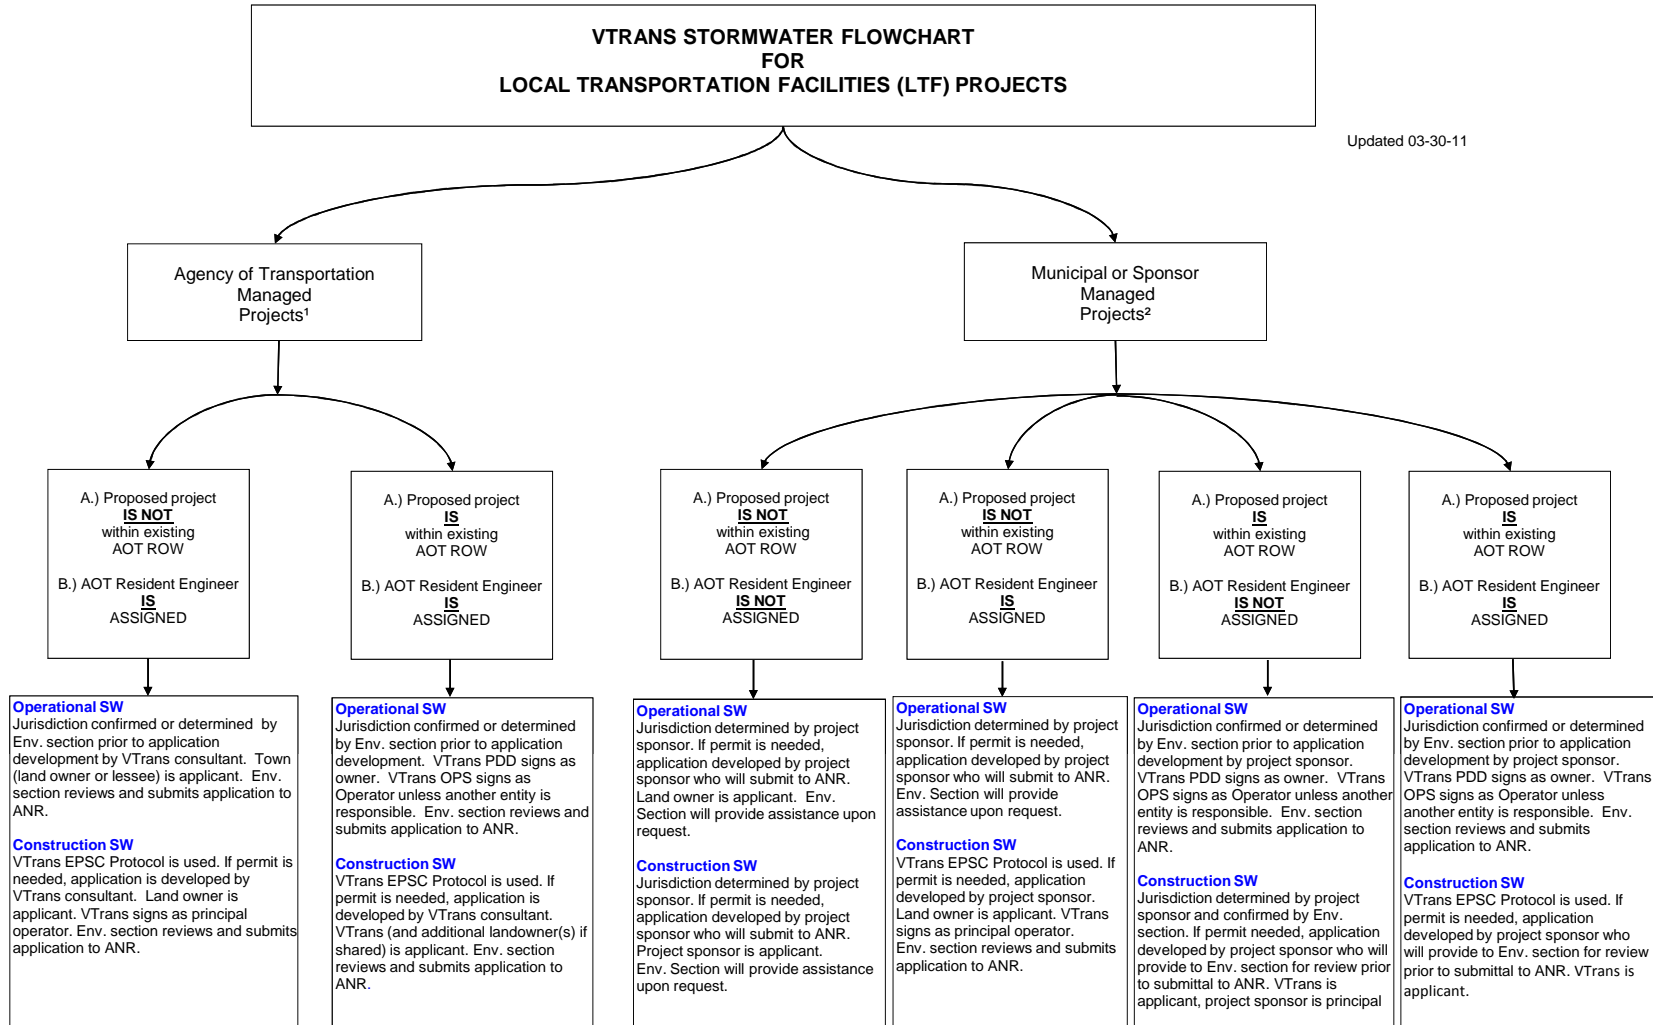 VTRANS STORMWATER FLOWCHART
FOR
LOCAL TRANSPORTATION FACILITIES (LTF) PROJECTS
Updated 03-30-11
Agency of Transportation
Managed
Projects¹
Municipal or Sponsor
Managed
Projects²
A.) Proposed project
IS NOT
within existing
AOT ROW
B.) AOT Resident Engineer
IS
ASSIGNED
A.) Proposed project
IS
within existing
AOT ROW
B.) AOT Resident Engineer
IS
ASSIGNED
A.) Proposed project
IS NOT
within existing
AOT ROW
B.) AOT Resident Engineer
IS NOT
ASSIGNED
A.) Proposed project
IS NOT
within existing
AOT ROW
B.) AOT Resident Engineer
IS
ASSIGNED
A.) Proposed project
IS
within existing
AOT ROW
B.) AOT Resident Engineer
IS NOT
ASSIGNED
A.) Proposed project
IS
within existing
AOT ROW
B.) AOT Resident Engineer
IS
ASSIGNED
Operational SW
Jurisdiction confirmed or determined by
Env. section prior to application
development by VTrans consultant. Town
(land owner or lessee) is applicant. Env.
section reviews and submits application to
ANR.
Construction SW
VTrans EPSC Protocol is used. If permit is
needed, application is developed by
VTrans consultant. Land owner is
applicant. VTrans signs as principal
operator. Env. section reviews and submits
application to ANR.
Operational SW
Jurisdiction confirmed or determined
by Env. section prior to application
development. VTrans PDD signs as
owner. VTrans OPS signs as
Operator unless another entity is
responsible. Env. section reviews and
submits application to ANR.
Construction SW
VTrans EPSC Protocol is used. If
permit is needed, application is
developed by VTrans consultant.
VTrans (and additional landowner(s) if
shared) is applicant. Env. section
reviews and submits application to
ANR.
Operational SW
Jurisdiction determined by project
sponsor. If permit is needed,
application developed by project
sponsor who will submit to ANR.
Land owner is applicant. Env.
Section will provide assistance upon
request.
Construction SW
Jurisdiction determined by project
sponsor. If permit is needed,
application developed by project
sponsor who will submit to ANR.
Project sponsor is applicant.
Env. Section will provide assistance
upon request.
Operational SW
Jurisdiction determined by project
sponsor. If permit is needed,
application developed by project
sponsor who will submit to ANR.
Env. Section will provide
assistance upon request.
Construction SW
VTrans EPSC Protocol is used. If
permit is needed, application
developed by project sponsor.
Land owner is applicant. VTrans
signs as principal operator.
Env. section reviews and submits
application to ANR.
Operational SW
Jurisdiction confirmed or determined
by Env. section prior to application
development by project sponsor.
VTrans PDD signs as owner. VTrans
OPS signs as Operator unless another
entity is responsible. Env. section
reviews and submits application to
ANR.
Construction SW
Jurisdiction determined by project
sponsor and confirmed by Env.
section. If permit needed, application
developed by project sponsor who will
provide to Env. section for review prior
to submittal to ANR. VTrans is
applicant, project sponsor is principal
Operational SW
Jurisdiction confirmed or determined
by Env. section prior to application
development by project sponsor.
VTrans PDD signs as owner. VTrans
OPS signs as Operator unless
another entity is responsible. Env.
section reviews and submits
application to ANR.
Construction SW
VTrans EPSC Protocol is used. If
permit is needed, application
developed by project sponsor who
will provide to Env. section for review
prior to submittal to ANR. VTrans is
applicant.